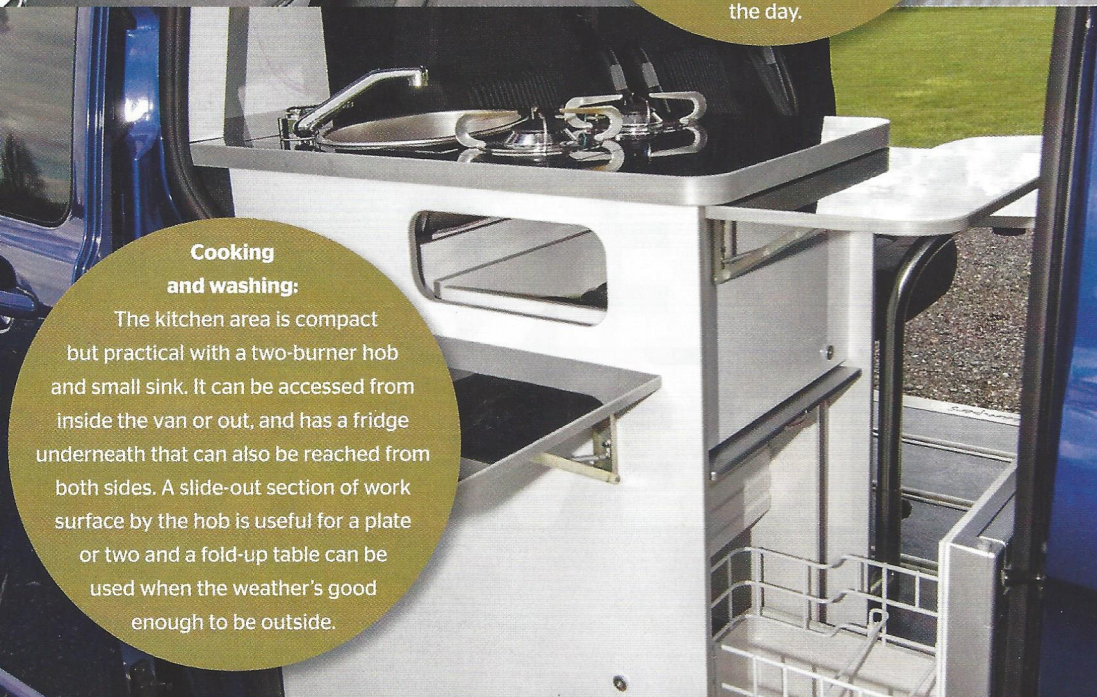 the day.
Cooking
and washing:
The kitchen area is compact
but practical with a two-burner hob
and small sink. It can be accessed from
inside the van or out, and has a fridge
underneath that can also be reached from
both sides. A slide-out section of work
surface by the hob is useful for a plate
or two and a fold-up table can be
used when the weather's good
enough to be outside.